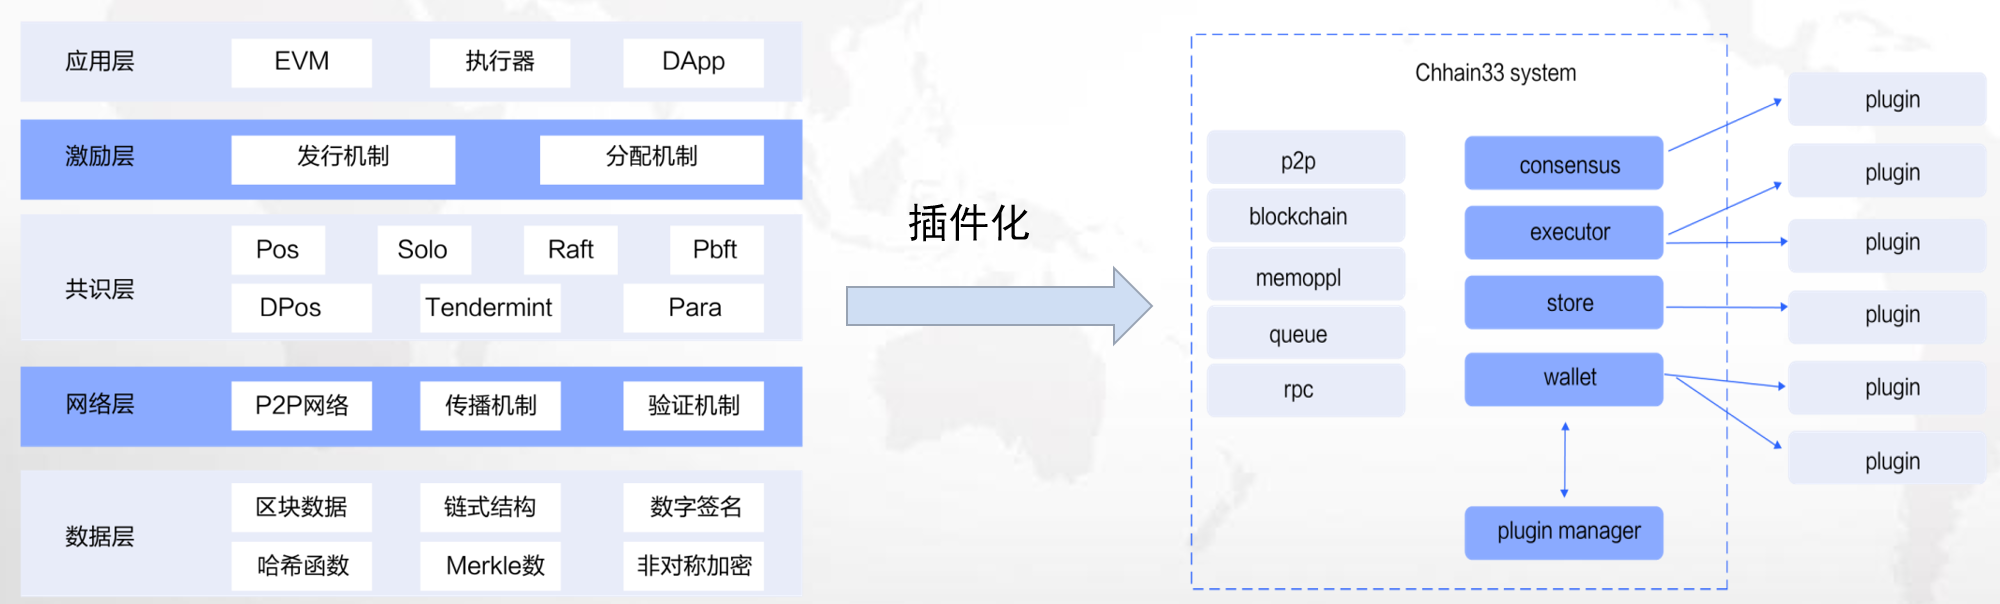 应用层 EVM 执行器 DApp
激励层 发行机制 分配机制
共识层
Pos Solo Raft Pbft
DPos Tendermint Para
网络层 P2P网络 传播机制 验证机制
数据层
区块数据 链式结构 数字签名
哈希函数 Merkle数 非对称加密
插件化
Chhain33 system
p2p
blockchain
memoppl
queue
rpc
consensus
executor
store
wallet
plugin manager
plugin
plugin
plugin
plugin
plugin
plugin